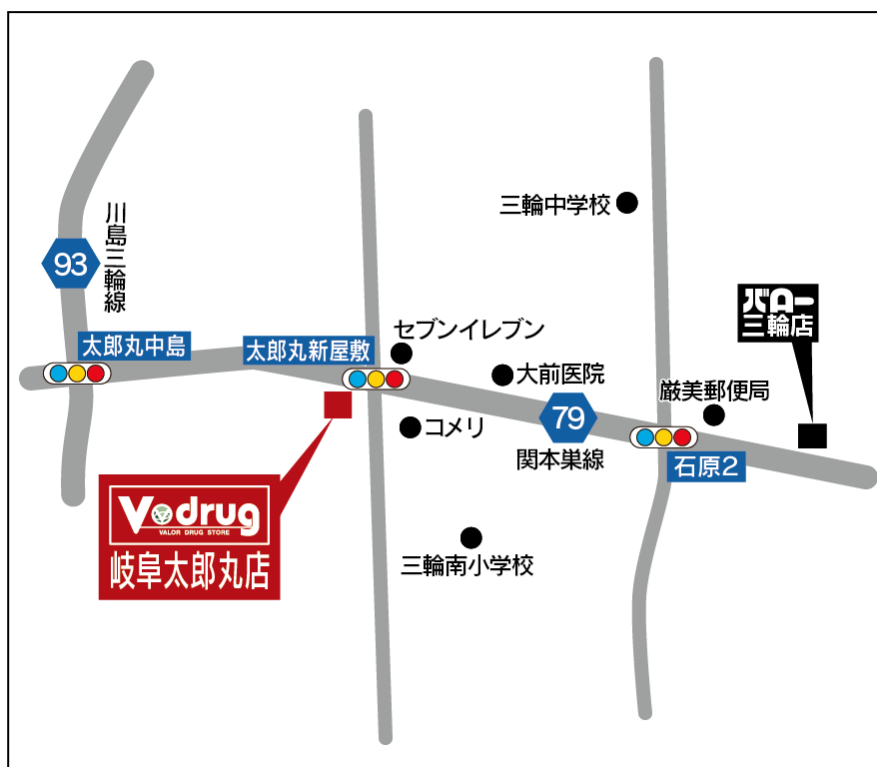 三輪中学校
川島三輪線
93
バロー
三輪店
セブンイレブン
太郎丸中島
太郎丸新屋敷
大前医院
厳美郵便局
コメリ
79
関本巣線
石原2
V drug
VALOR DRUG STORE
岐阜太郎丸店
三輪南小学校